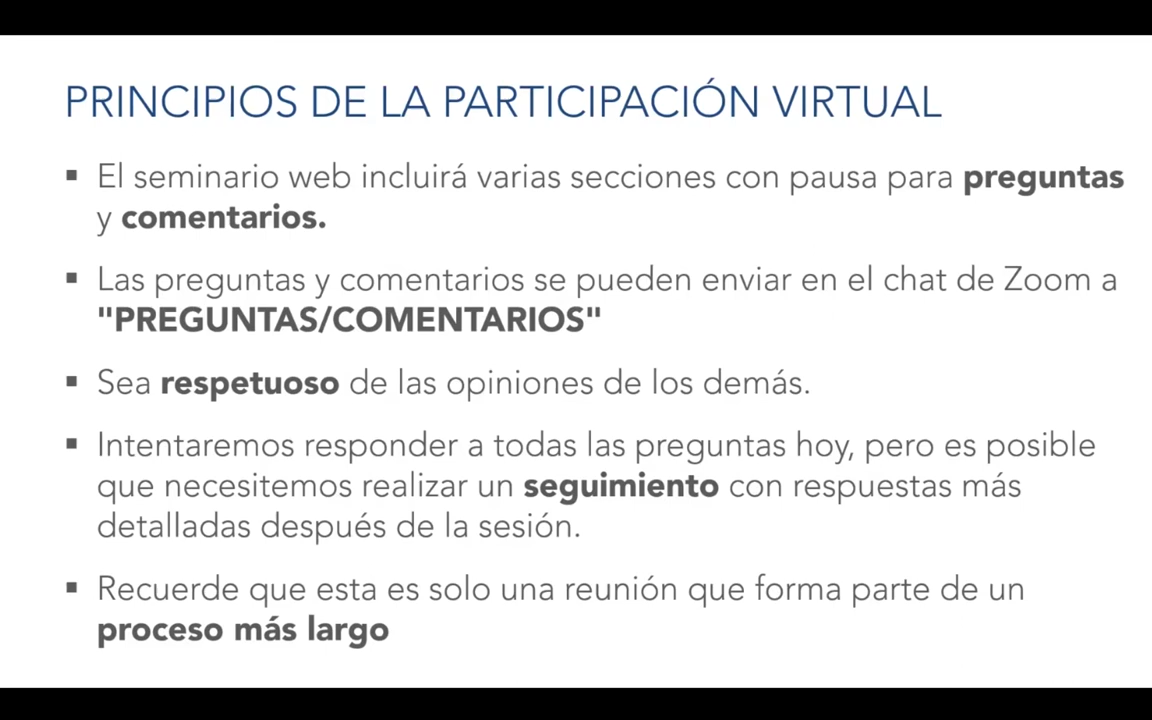 PRINCIPIOS DE LA PARTICIPACIÓN VIRTUAL
▪ El seminario web incluirá varias secciones con pausa para preguntas
y comentarios.
▪ Las preguntas y comentarios se pueden enviar en el chat de Zoom a
"PREGUNTAS/COMENTARIOS"
▪ Sea respetuoso de las opiniones de los demás.
▪ Intentaremos responder a todas las preguntas hoy, pero es posible
que necesitemos realizar un seguimiento con respuestas más
detalladas después de la sesión.
▪ Recuerde que esta es solo una reunión que forma parte de un
proceso más largo